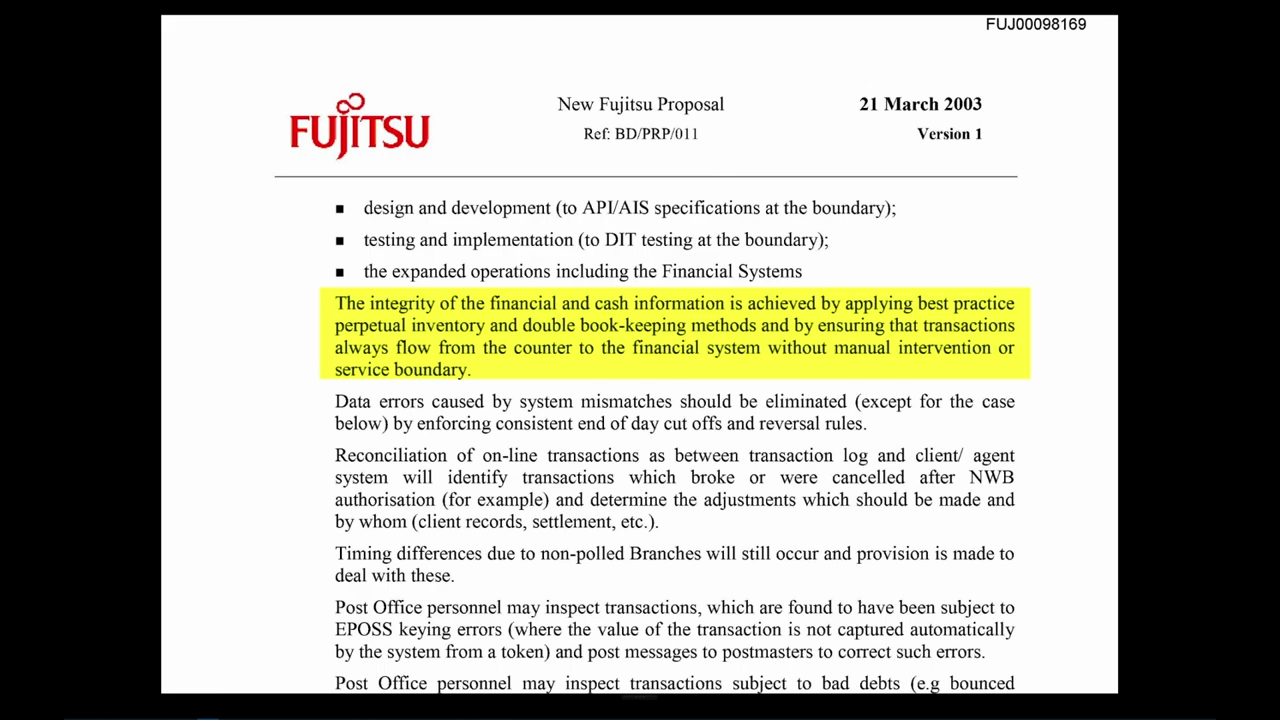 FUJ00098169
FUJITSU
New Fujitsu Proposal
21 March 2003
Ref: BD/PRP/011
Version 1
▪ design and development (to API/AIS specifications at the boundary);
▪ testing and implementation (to DIT testing at the boundary);
▪ the expanded operations including the Financial Systems
The integrity of the financial and cash information is achieved by applying best practice
perpetual inventory and double book-keeping methods and by ensuring that transactions
always flow from the counter to the financial system without manual intervention or
service boundary.
Data errors caused by system mismatches should be eliminated (except for the case
below) by enforcing consistent end of day cut offs and reversal rules.
Reconciliation of on-line transactions as between transaction log and client/ agent
system will identify transactions which broke or were cancelled after NWB
authorisation (for example) and determine the adjustments which should be made and
by whom (client records, settlement, etc.).
Timing differences due to non-polled Branches will still occur and provision is made to
deal with these.
Post Office personnel may inspect transactions, which are found to have been subject to
EPOSS keying errors (where the value of the transaction is not captured automatically
by the system from a token) and post messages to postmasters to correct such errors.
Post Office personnel may inspect transactions subject to bad debts (e.g bounced